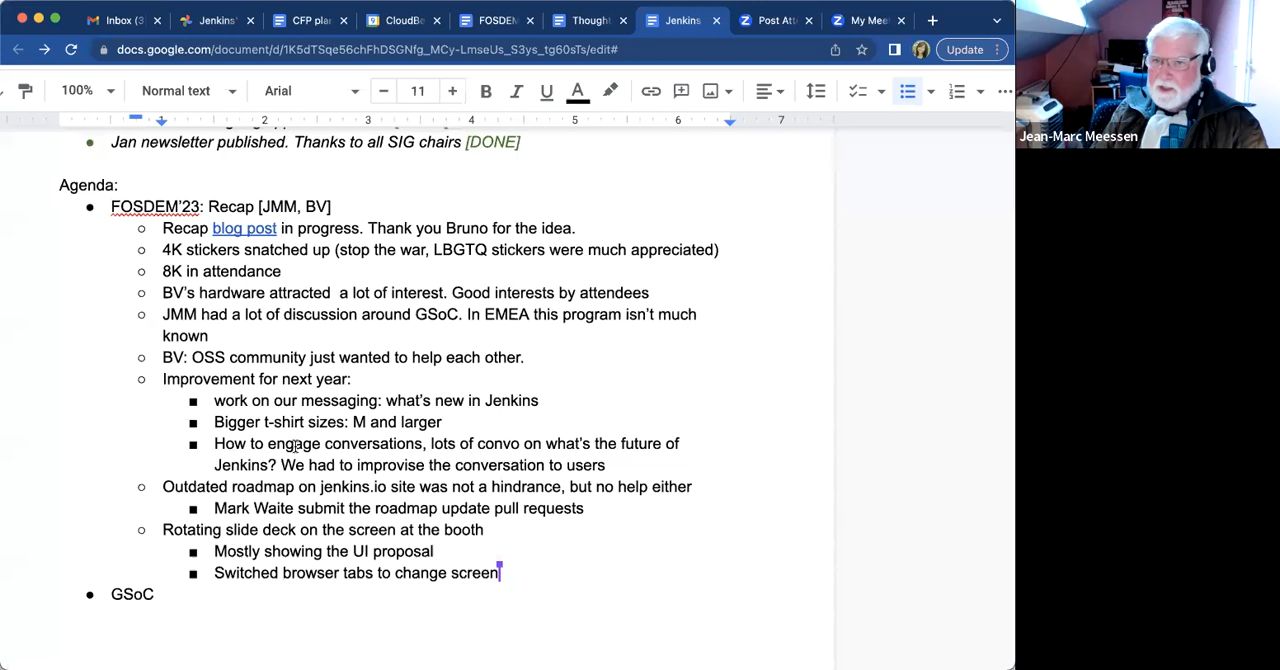 Inbox (3
Jenkins'
CFP plan
CloudBe
FOSDEM
Thought
Jenkins
Post Att
My Mee
docs.google.com/document/d/1K5dTSqe56chFhDSGNfg_MCy-LmseUs_S3ys_tg60sTs/edit#
Update
100%
Normal text
Arial
11
1 2 3 4 5 6 7
Jan newsletter published. Thanks to all SIG chairs [DONE]
Agenda:
FOSDEM'23: Recap [JMM, BV]
Recap blog post in progress. Thank you Bruno for the idea.
4K stickers snatched up (stop the war, LBGTQ stickers were much appreciated)
8K in attendance
BV's hardware attracted a lot of interest. Good interests by attendees
JMM had a lot of discussion around GSoC. In EMEA this program isn't much
known
BV: OSS community just wanted to help each other.
Improvement for next year:
work on our messaging: what's new in Jenkins
Bigger t-shirt sizes: M and larger
How to engage conversations, lots of convo on what's the future of
Jenkins? We had to improvise the conversation to users
Outdated roadmap on jenkins.io site was not a hindrance, but no help either
Mark Waite submit the roadmap update pull requests
Rotating slide deck on the screen at the booth
Mostly showing the UI proposal
Switched browser tabs to change screen
GSoC
Jean-Marc Meessen